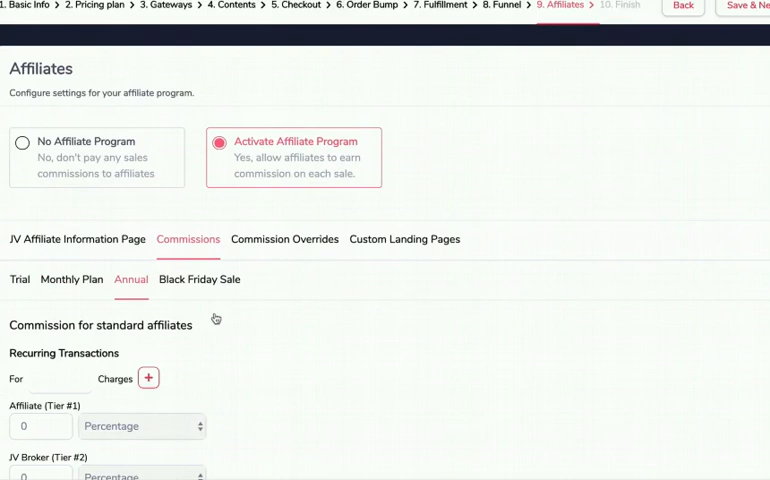 1. Basic Info > 2. Pricing plan > 3. Gateways > 4. Contents > 5. Checkout > 6. Order Bump > 7. Fulfillment > 8. Funnel > 9. Affiliates > 10. Finish Back Save & Ne
Affiliates
Configure settings for your affiliate program.
No Affiliate Program
No, don't pay any sales
commissions to affiliates
Activate Affiliate Program
Yes, allow affiliates to earn
commission on each sale.
JV Affiliate Information Page Commissions Commission Overrides Custom Landing Pages
Trial Monthly Plan Annual Black Friday Sale
Commission for standard affiliates
Recurring Transactions
For Charges +
Affiliate (Tier #1)
0 Percentage
JV Broker (Tier #2)
0 Percentage